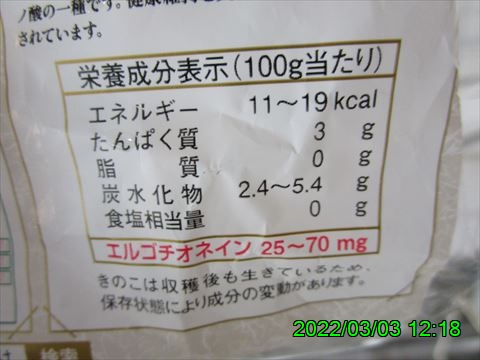 ノ酸の一種です。
されています。
栄養成分表示(100g当たり)
エネルギー 11～19kcal
たんぱく質 3 g
脂質 0 g
炭水化物 2.4～5.4 g
食塩相当量 0 g
エルゴチオネイン 25～70 mg
きのこは収穫後も生きているため、
保存状態により成分の変動があります。
検索
2022/03/03 12:18